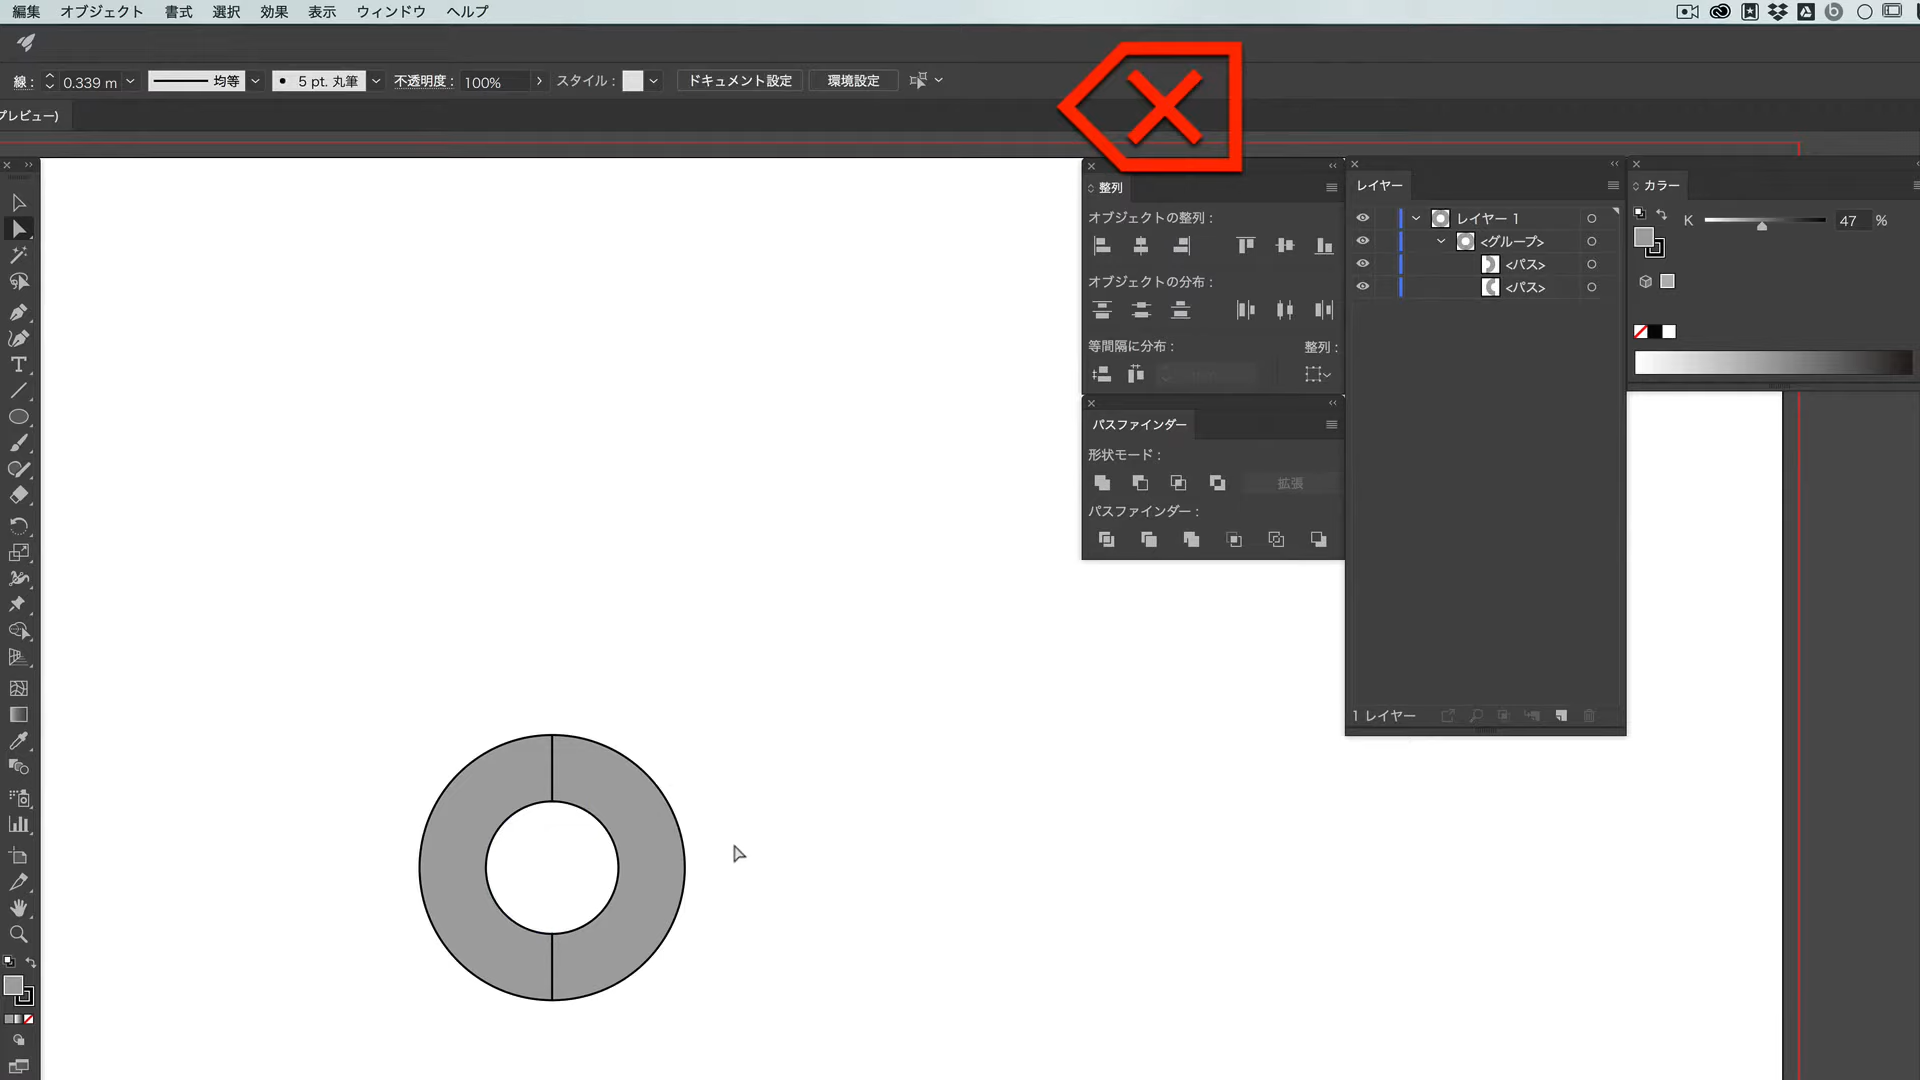 編集 オブジェクト 書式 選択 効果 表示 ウィンドウ ヘルプ
線: 0.339 m 均等 5 pt. 丸筆 不透明度: 100% スタイル: ドキュメント設定 環境設定
プレビュー)
整列
オブジェクトの整列:
オブジェクトの分布:
等間隔に分布: 整列:
パスファインダー
形状モード:
拡張
パスファインダー:
レイヤー
レイヤー 1
<グループ>
<パス>
<パス>
1 レイヤー
カラー
K 47 %